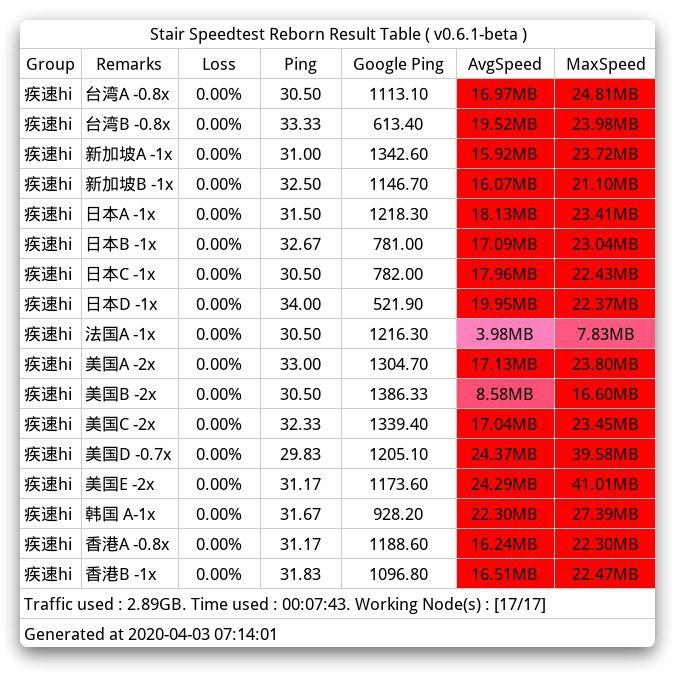 Stair Speedtest Reborn Result Table ( v0.6.1-beta )
Group Remarks Loss Ping Google Ping AvgSpeed MaxSpeed
疾速hi 台湾A -0.8x 0.00% 30.50 1113.10 16.97MB 24.81MB
疾速hi 台湾B -0.8x 0.00% 33.33 613.40 19.52MB 23.98MB
疾速hi 新加坡A -1x 0.00% 31.00 1342.60 15.92MB 23.72MB
疾速hi 新加坡B -1x 0.00% 32.50 1146.70 16.07MB 21.10MB
疾速hi 日本A -1x 0.00% 31.50 1218.30 18.13MB 23.41MB
疾速hi 日本B -1x 0.00% 32.67 781.00 17.09MB 23.04MB
疾速hi 日本C -1x 0.00% 30.50 782.00 17.96MB 22.43MB
疾速hi 日本D -1x 0.00% 34.00 521.90 19.95MB 22.37MB
疾速hi 法国A -1x 0.00% 30.50 1216.30 3.98MB 7.83MB
疾速hi 美国A -2x 0.00% 33.00 1304.70 17.13MB 23.80MB
疾速hi 美国B -2x 0.00% 30.50 1386.33 8.58MB 16.60MB
疾速hi 美国C -2x 0.00% 32.33 1339.40 17.04MB 23.45MB
疾速hi 美国D -0.7x 0.00% 29.83 1205.10 24.37MB 39.58MB
疾速hi 美国E -2x 0.00% 31.17 1173.60 24.29MB 41.01MB
疾速hi 韩国 A-1x 0.00% 31.67 928.20 22.30MB 27.39MB
疾速hi 香港A -0.8x 0.00% 31.17 1188.60 16.24MB 22.30MB
疾速hi 香港B -1x 0.00% 31.83 1096.80 16.51MB 22.47MB
Traffic used : 2.89GB. Time used : 00:07:43. Working Node(s) : [17/17]
Generated at 2020-04-03 07:14:01